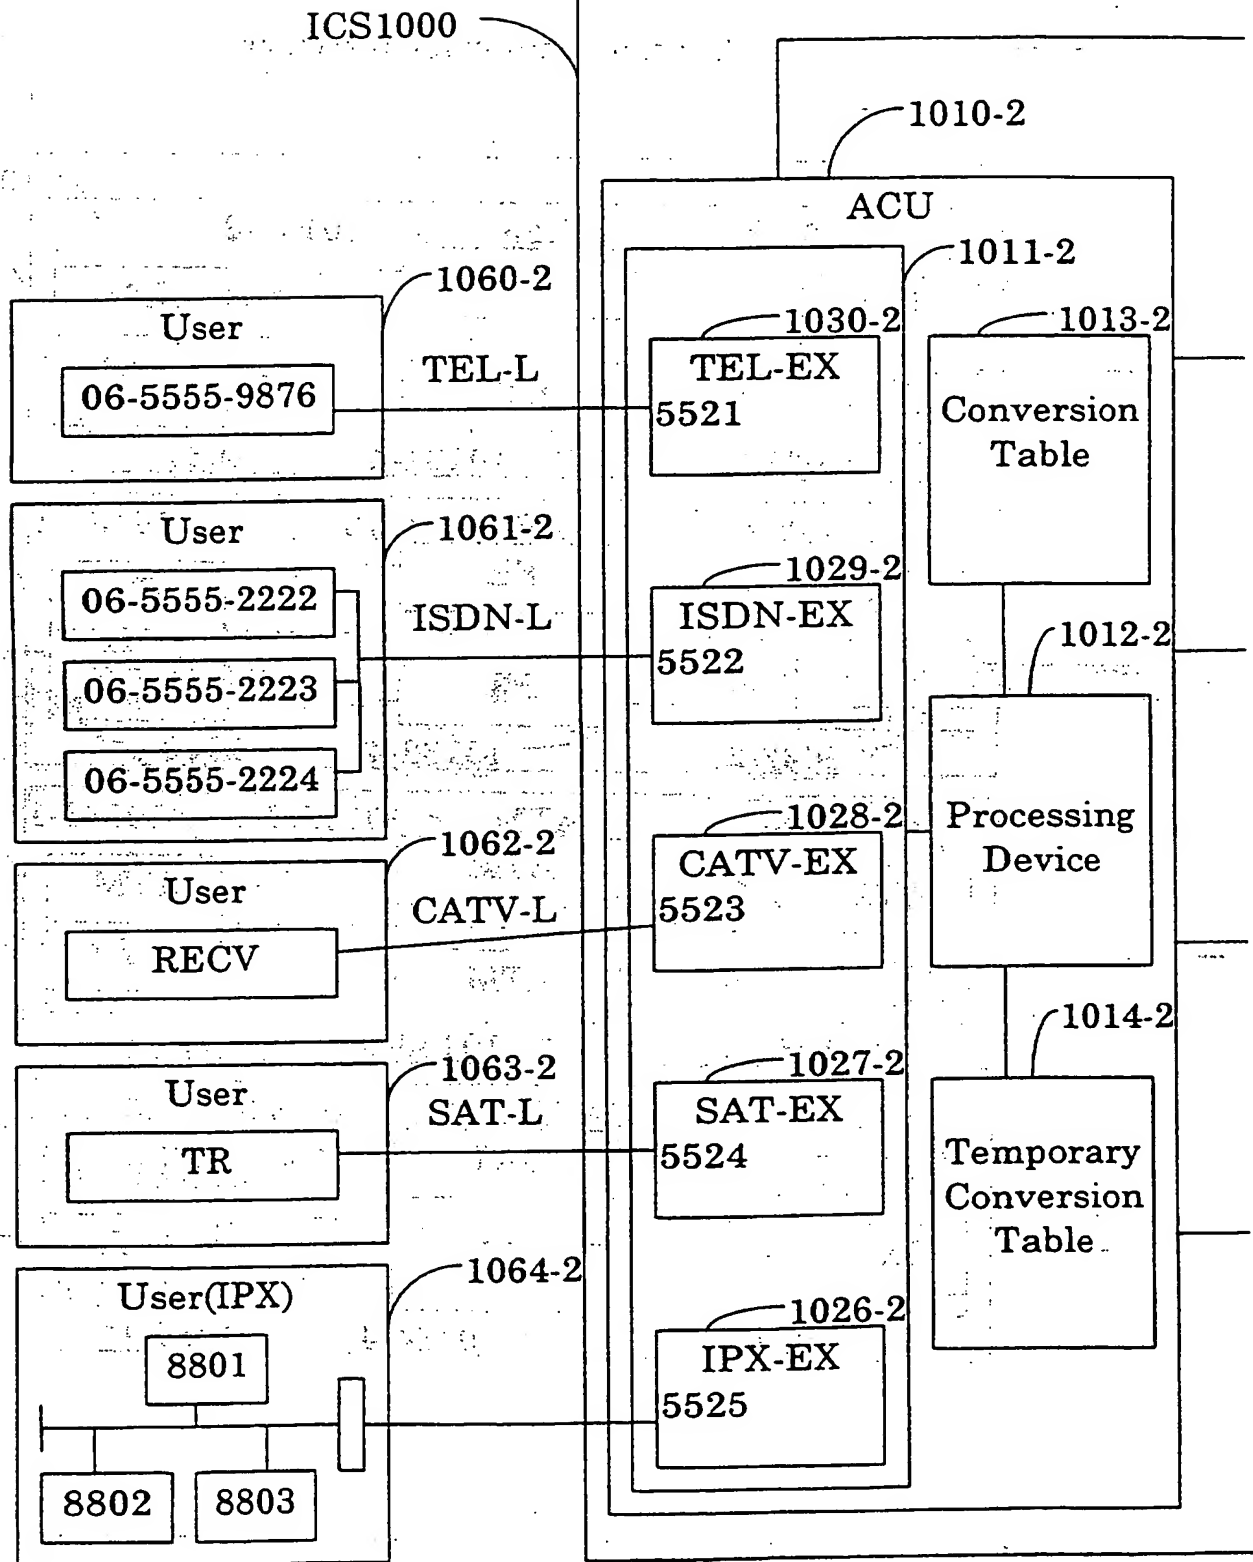 ICS1000
1010-2
ACU
1011-2
1060-2
User
06-5555-9876
TEL-L
1030-2
TEL-EX
5521
1013-2
Conversion
Table
1061-2
User
06-5555-2222
06-5555-2223
06-5555-2224
ISDN-L
1029-2
ISDN-EX
5522
1012-2
Processing
Device
1062-2
User
RECV
CATV-L
1028-2
CATV-EX
5523
1063-2
User
TR
SAT-L
1027-2
SAT-EX
5524
1014-2
Temporary
Conversion
Table
1064-2
User(IPX)
8801
8802
8803
1026-2
IPX-EX
5525